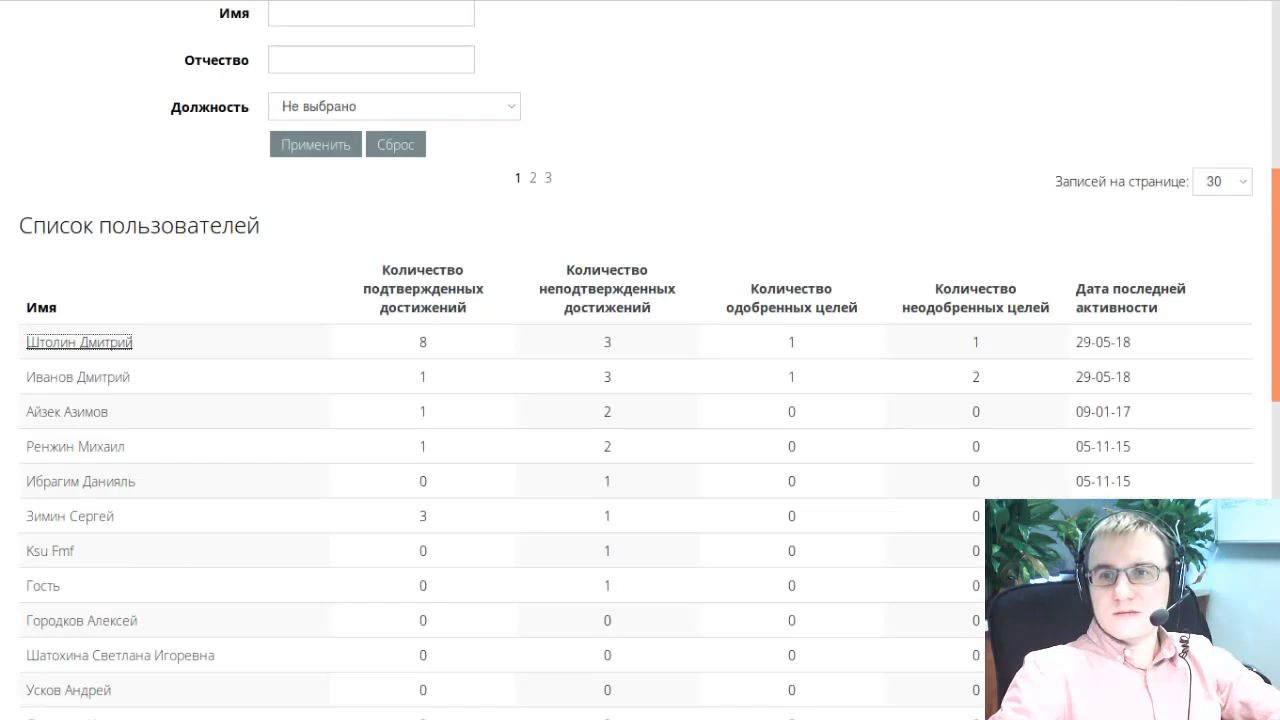 Имя
Отчество
Должность Не выбрано
Применить Сброс
1 2 3
Записей на странице: 30
Список пользователей
Имя Количество подтвержденных достижений Количество неподтвержденных достижений Количество одобренных целей Количество неодобренных целей Дата последней активности
Штолин Дмитрий 8 3 1 1 29-05-18
Иванов Дмитрий 1 3 1 2 29-05-18
Айзек Азимов 1 2 0 0 09-01-17
Ренжин Михаил 1 2 0 0 05-11-15
Ибрагим Данияль 0 1 0 0 05-11-15
Зимин Сергей 3 1 0 0
Ksu Fmf 0 1 0 0
Гость 0 1 0 0
Городков Алексей 0 0 0 0
Шатохина Светлана Игоревна 0 0 0 0
Усков Андрей 0 0 0 0